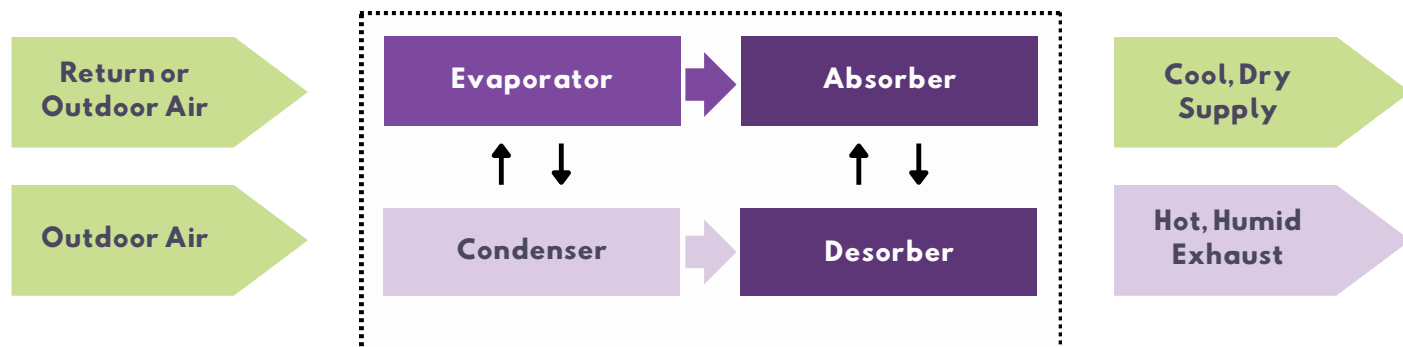 Return or
Outdoor Air
Evaporator
Absorber
Cool, Dry
Supply
Outdoor Air
Condenser
Desorber
Hot, Humid
Exhaust